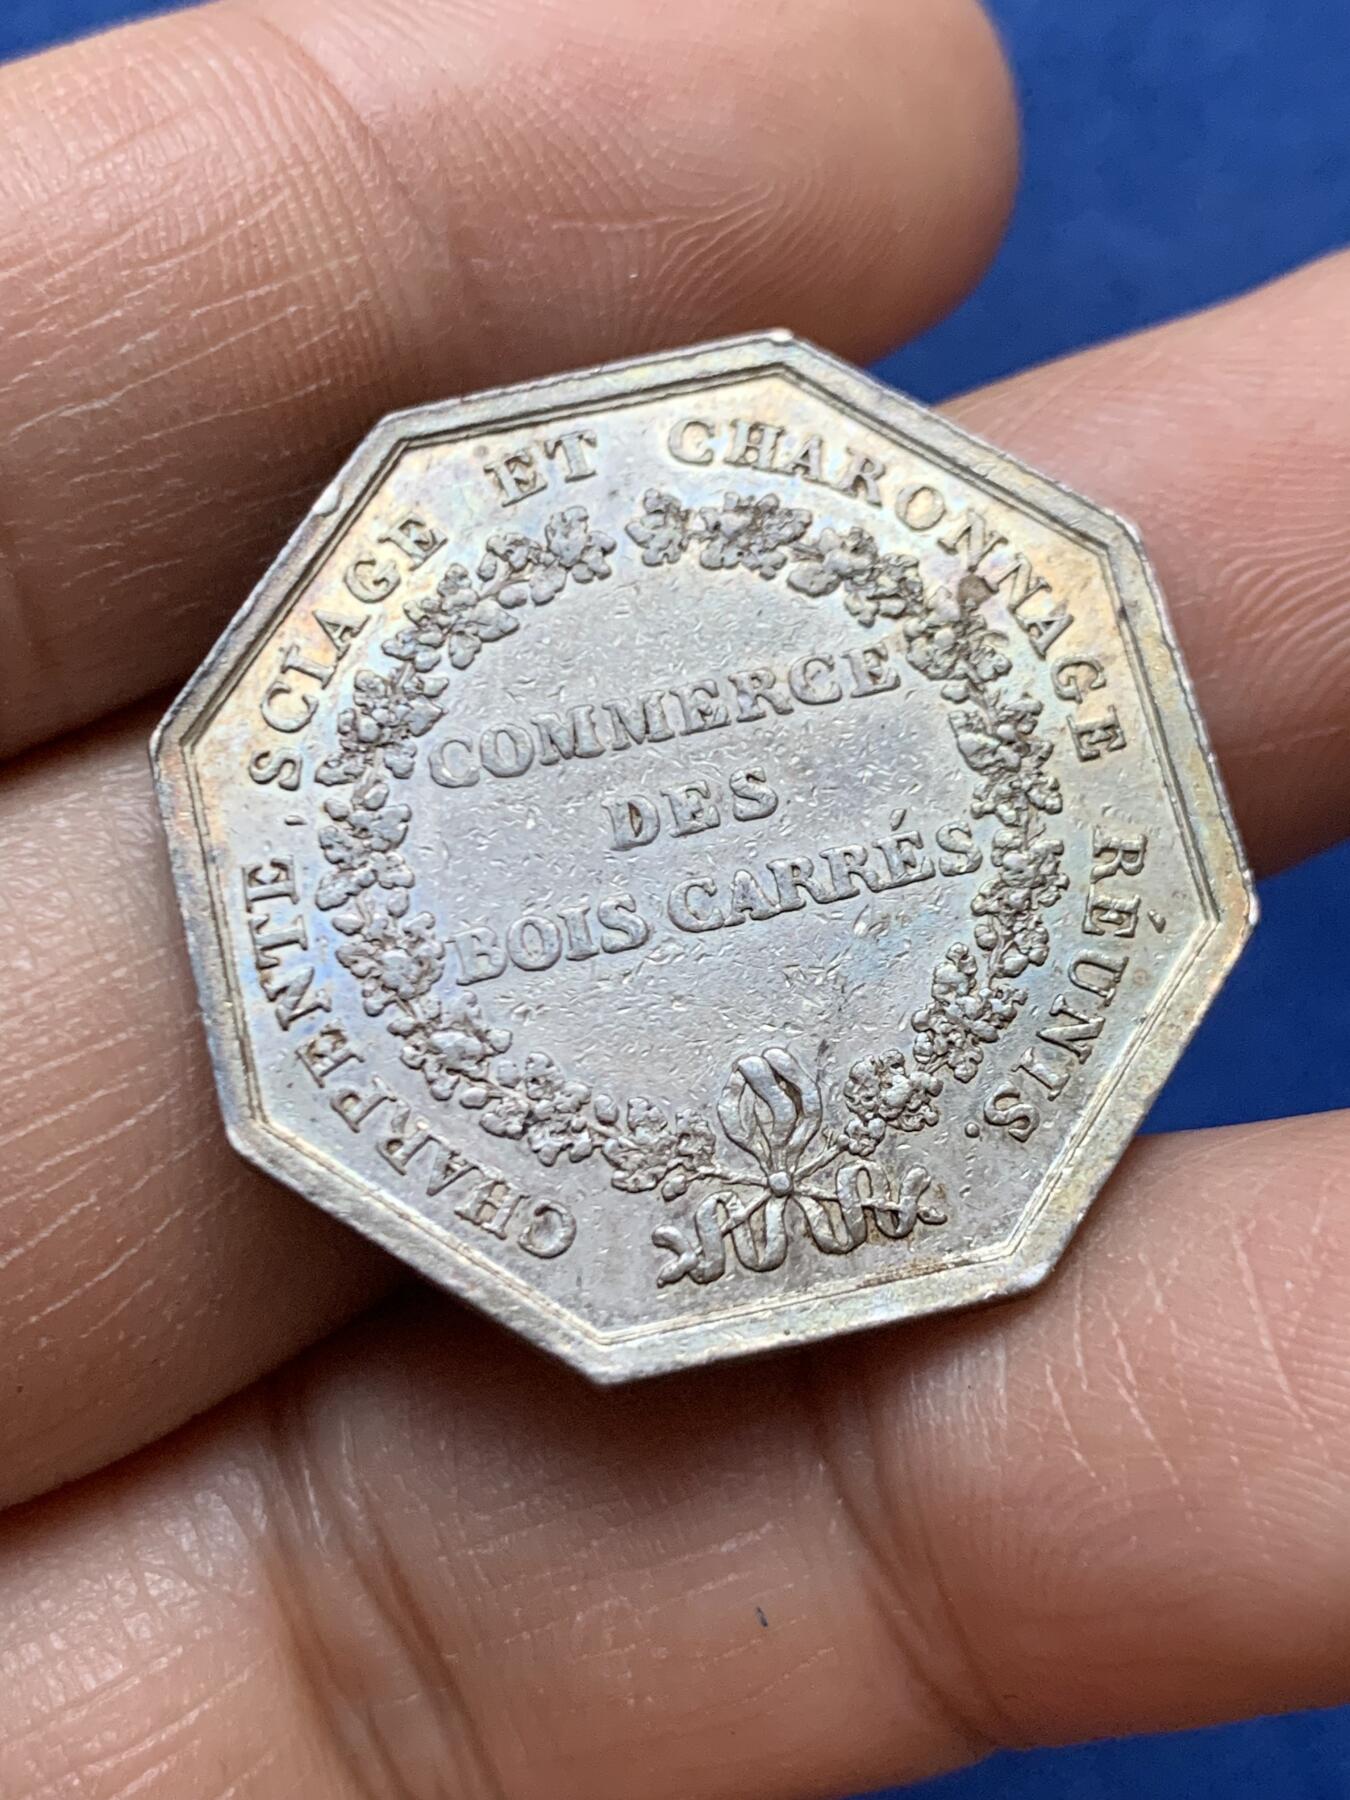 CHARPENTE, SCIAGE ET CHARONNAGE RÉUNIS.
COMMERCE
DES
BOIS CARRÉS